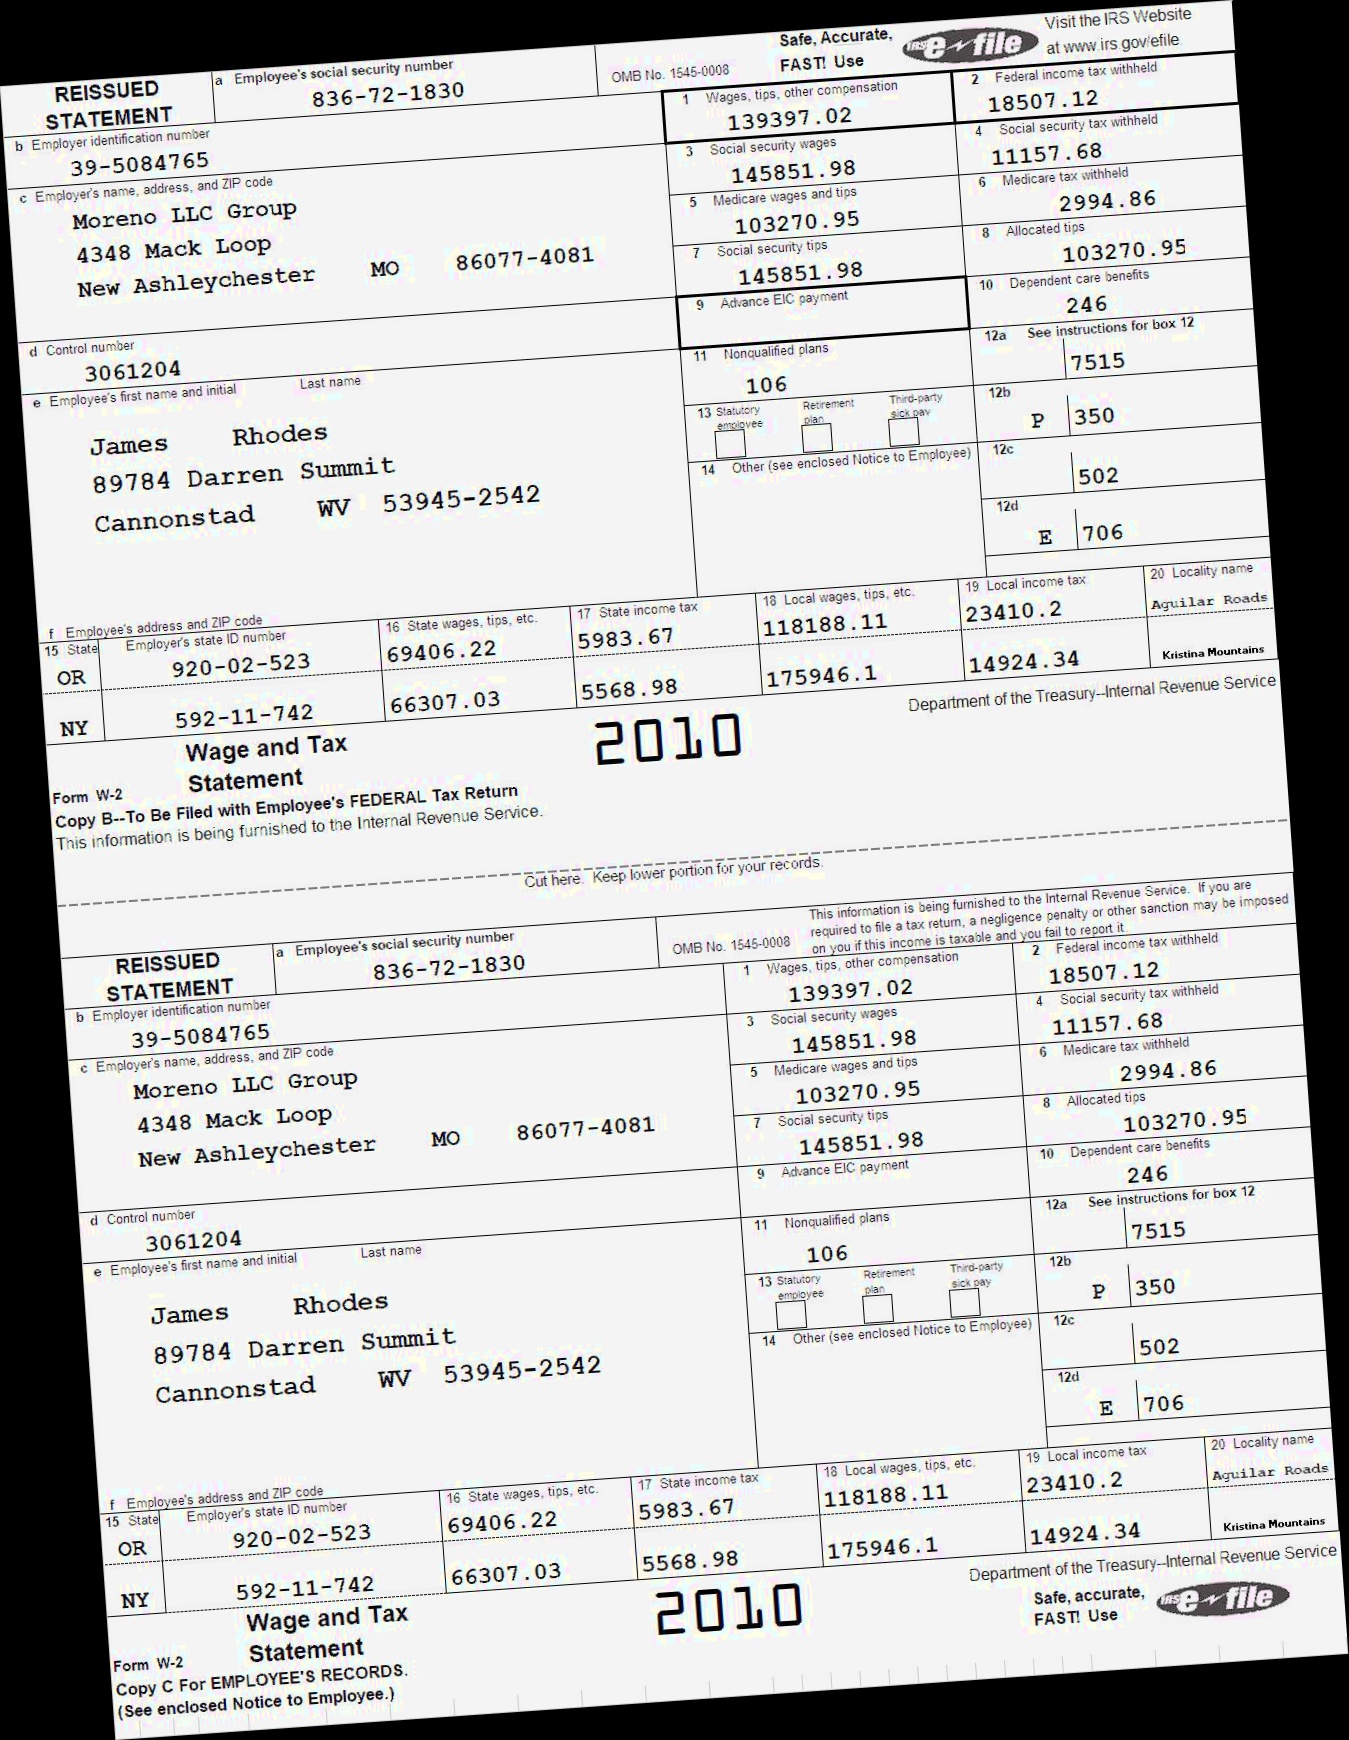 Safe, Accurate,
FAST! Use
IRS e-file
Visit the IRS Website
at www.irs.gov/efile
REISSUED
STATEMENT
a Employee's social security number
836-72-1830
OMB No. 1545-0008
1 Wages, tips, other compensation
139397.02
2 Federal income tax withheld
18507.12
b Employer identification number
39-5084765
3 Social security wages
145851.98
4 Social security tax withheld
11157.68
c Employer's name, address, and ZIP code
Moreno LLC Group
4348 Mack Loop
New Ashleychester MO 86077-4081
5 Medicare wages and tips
103270.95
6 Medicare tax withheld
2994.86
7 Social security tips
145851.98
8 Allocated tips
103270.95
9 Advance EIC payment
10 Dependent care benefits
246
d Control number
3061204
11 Nonqualified plans
106
12a See instructions for box 12
7515
e Employee's first name and initial Last name
James Rhodes
89784 Darren Summit
Cannonstad WV 53945-2542
13 Statutory employee
Retirement plan
Third-party sick pay
12b
P 350
14 Other (see enclosed Notice to Employee)
12c
502
12d
E 706
f Employee's address and ZIP code
15 State Employer's state ID number
16 State wages, tips, etc.
17 State income tax
18 Local wages, tips, etc.
19 Local income tax
20 Locality name
OR 920-02-523 69406.22 5983.67 118188.11 23410.2 Aguilar Roads
NY 592-11-742 66307.03 5568.98 175946.1 14924.34 Kristina Mountains
Form W-2
Wage and Tax
Statement
2010
Department of the Treasury--Internal Revenue Service
Copy B--To Be Filed with Employee's FEDERAL Tax Return
This information is being furnished to the Internal Revenue Service.
Cut here. Keep lower portion for your records.
REISSUED
STATEMENT
a Employee's social security number
836-72-1830
OMB No. 1545-0008
This information is being furnished to the Internal Revenue Service. If you are
required to file a tax return, a negligence penalty or other sanction may be imposed
on you if this income is taxable and you fail to report it.
1 Wages, tips, other compensation
139397.02
2 Federal income tax withheld
18507.12
b Employer identification number
39-5084765
3 Social security wages
145851.98
4 Social security tax withheld
11157.68
c Employer's name, address, and ZIP code
Moreno LLC Group
4348 Mack Loop
New Ashleychester MO 86077-4081
5 Medicare wages and tips
103270.95
6 Medicare tax withheld
2994.86
7 Social security tips
145851.98
8 Allocated tips
103270.95
9 Advance EIC payment
10 Dependent care benefits
246
d Control number
3061204
11 Nonqualified plans
106
12a See instructions for box 12
7515
e Employee's first name and initial Last name
James Rhodes
89784 Darren Summit
Cannonstad WV 53945-2542
13 Statutory employee
Retirement plan
Third-party sick pay
12b
P 350
14 Other (see enclosed Notice to Employee)
12c
502
12d
E 706
f Employee's address and ZIP code
15 State Employer's state ID number
16 State wages, tips, etc.
17 State income tax
18 Local wages, tips, etc.
19 Local income tax
20 Locality name
OR 920-02-523 69406.22 5983.67 118188.11 23410.2 Aguilar Roads
NY 592-11-742 66307.03 5568.98 175946.1 14924.34 Kristina Mountains
Form W-2
Wage and Tax
Statement
2010
Department of the Treasury--Internal Revenue Service
Safe, accurate,
FAST! Use
IRS e-file
Copy C For EMPLOYEE'S RECORDS.
(See enclosed Notice to Employee.)